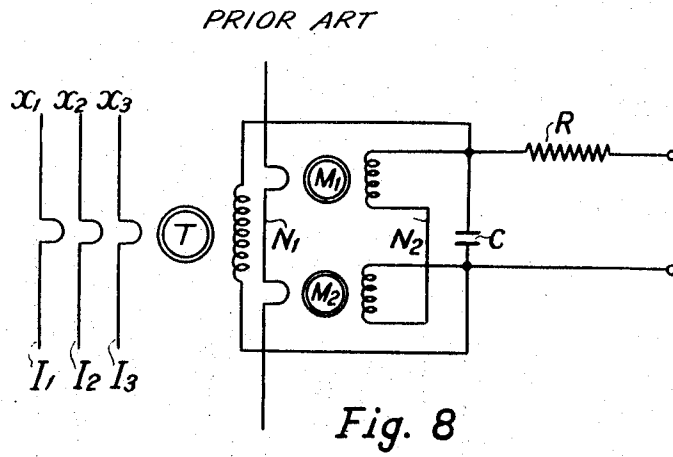 PRIOR ART
x1 x2 x3
R
M1
T
N1
N2
C
M2
I1 I2 I3
Fig. 8